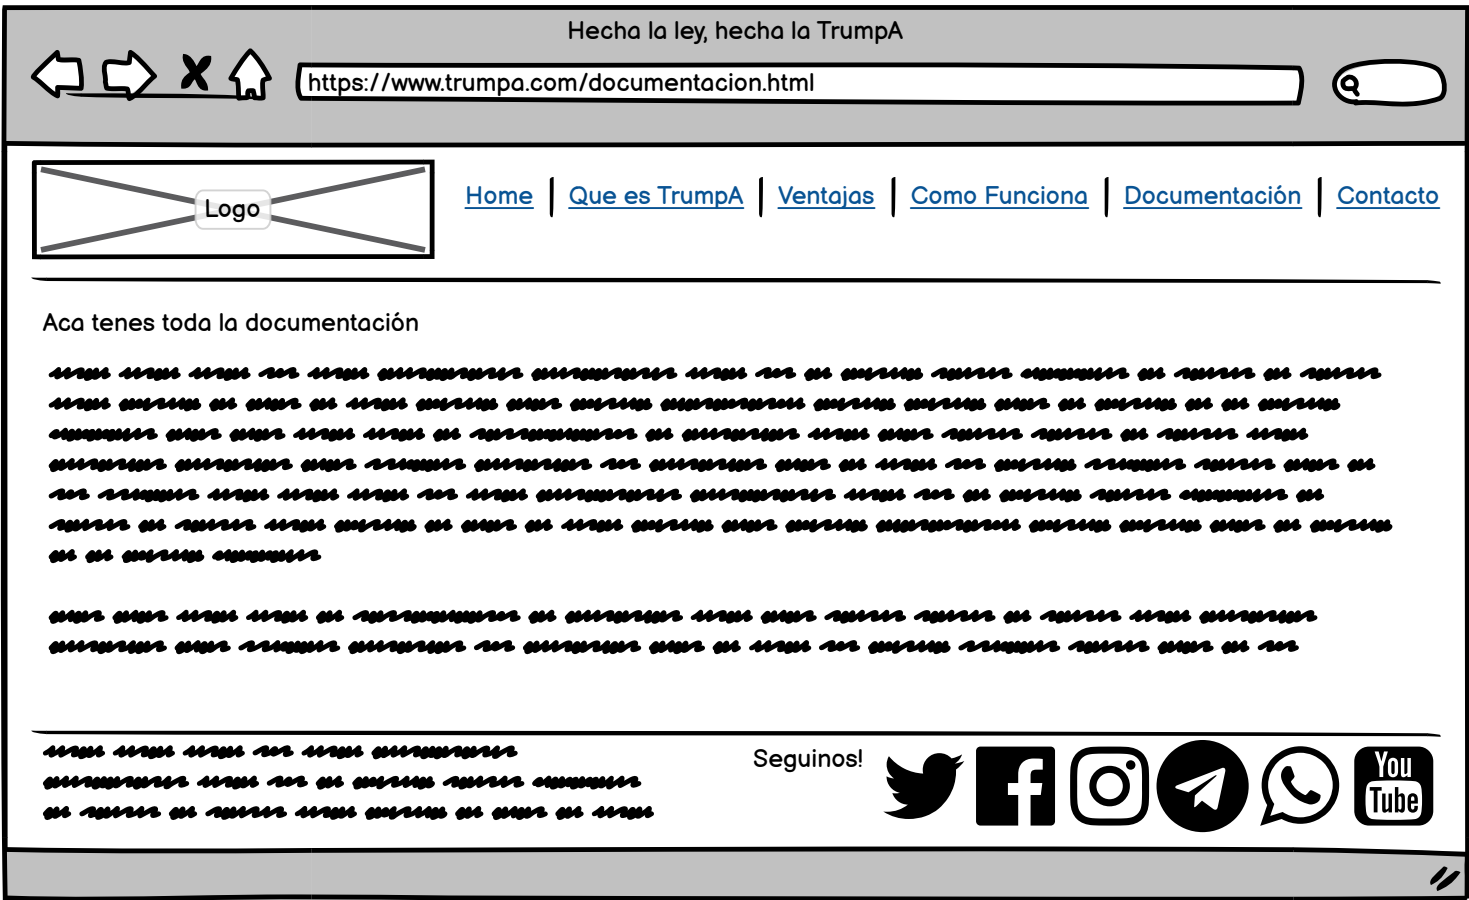 Hecha la ley, hecha la TrumpA
https://www.trumpa.com/documentacion.html
Logo
Home Que es TrumpA Ventajas Como Funciona Documentación Contacto
Aca tenes toda la documentación
Seguinos!
You
Tube